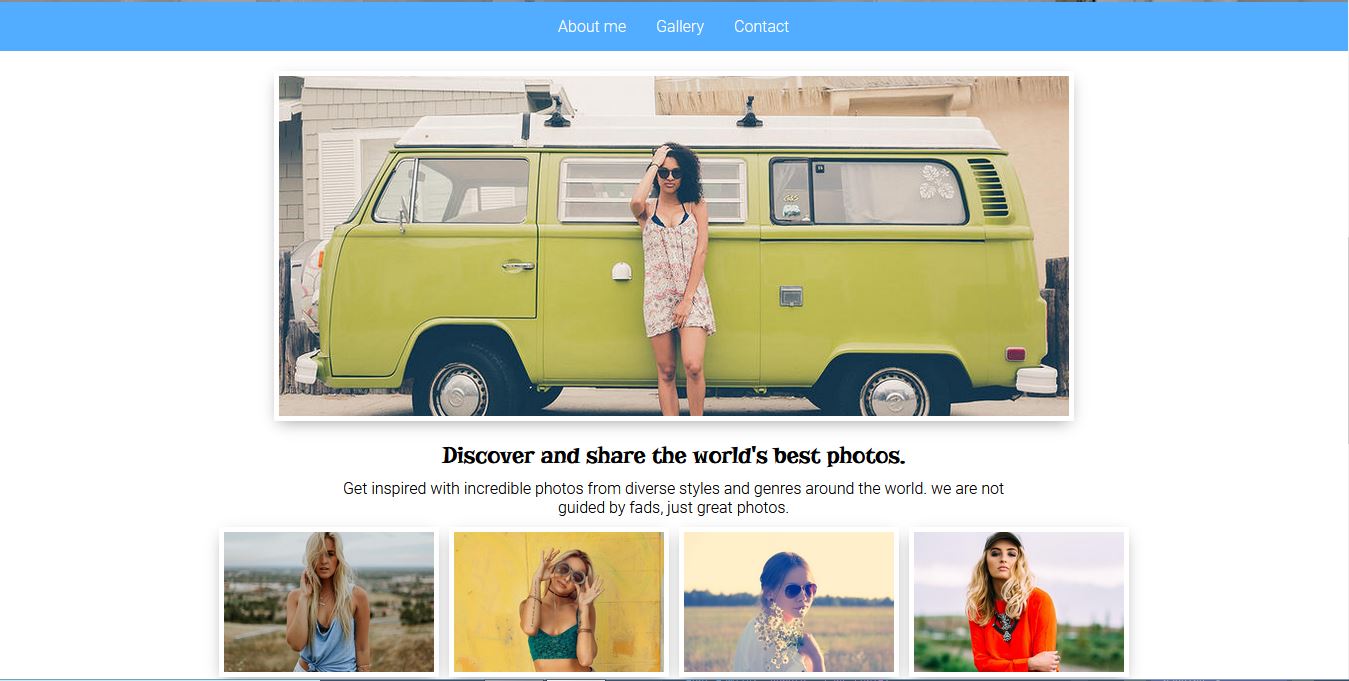 About me Gallery Contact
Discover and share the world's best photos.
Get inspired with incredible photos from diverse styles and genres around the world. we are not
guided by fads, just great photos.